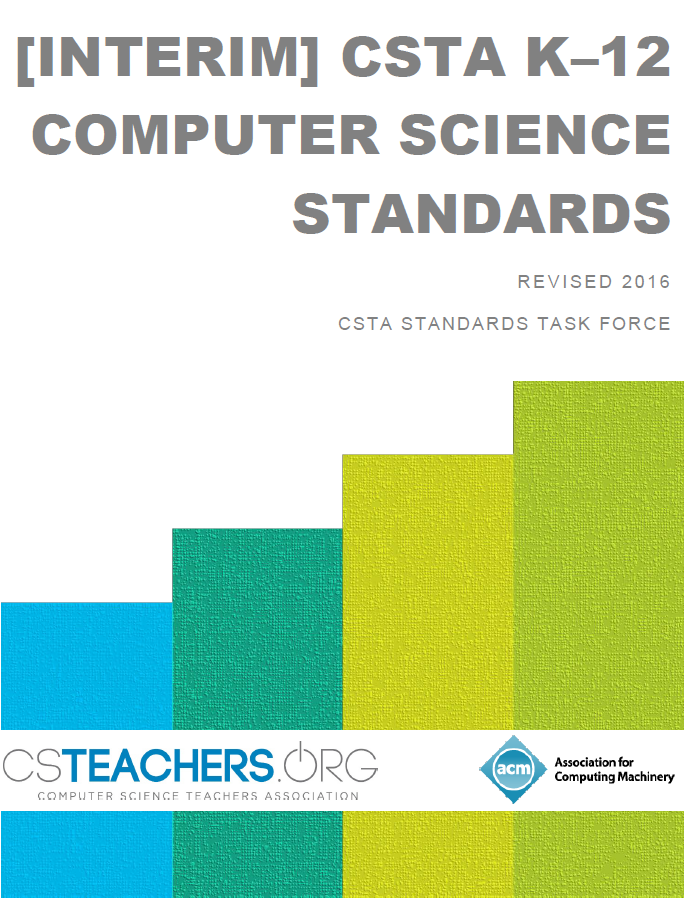 [INTERIM] CSTA K–12
COMPUTER SCIENCE
STANDARDS
REVISED 2016
CSTA STANDARDS TASK FORCE
CSTEACHERS.ORG
COMPUTER SCIENCE TEACHERS ASSOCIATION
acm
Association for
Computing Machinery